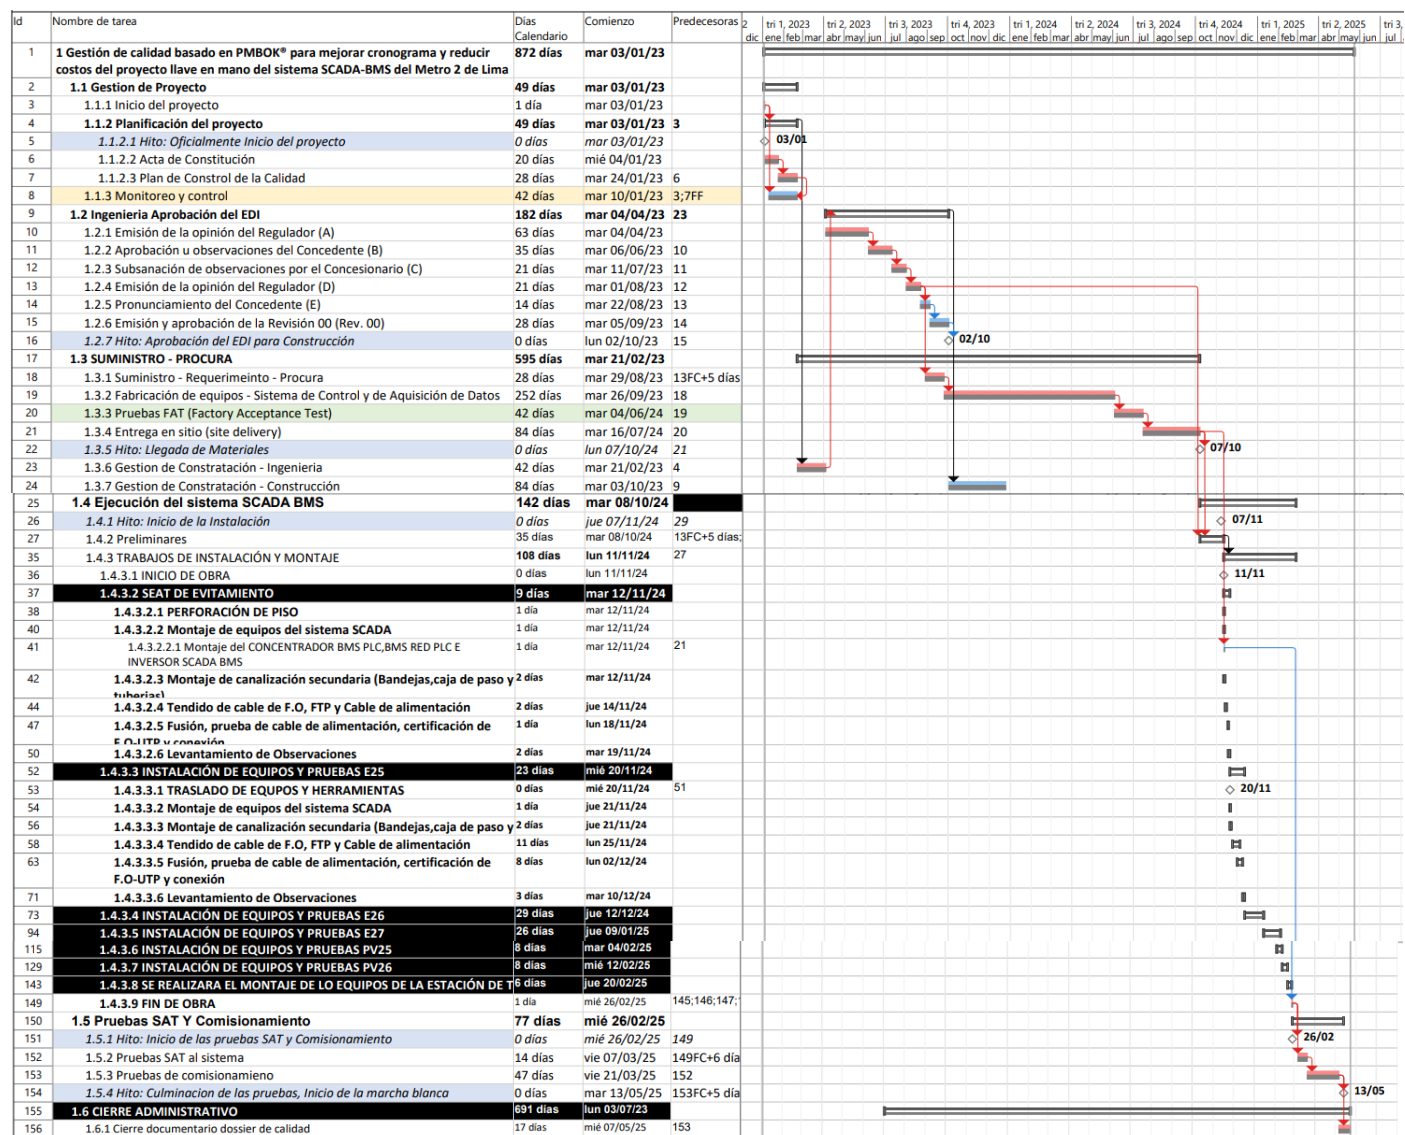 Id Nombre de tarea Días Calendario Comienzo Predecesoras 2 tri 1, 2023 tri 2, 2023 tri 3, 2023 tri 4, 2023 tri 1, 2024 tri 2, 2024 tri 3, 2024 tri 4, 2024 tri 1, 2025 tri 2, 2025 tri 3,
dic ene feb mar abr may jun jul ago sep oct nov dic ene feb mar abr may jun jul ago sep oct nov dic ene feb mar abr may jun jul
1 1 Gestión de calidad basado en PMBOK® para mejorar cronograma y reducir 872 días mar 03/01/23
costos del proyecto llave en mano del sistema SCADA-BMS del Metro 2 de Lima
2 1.1 Gestion de Proyecto 49 días mar 03/01/23
3 1.1.1 Inicio del proyecto 1 día mar 03/01/23
4 1.1.2 Planificación del proyecto 49 días mar 03/01/23 3
5 1.1.2.1 Hito: Oficialmente Inicio del proyecto 0 días mar 03/01/23 03/01
6 1.1.2.2 Acta de Constitución 20 días mié 04/01/23
7 1.1.2.3 Plan de Constrol de la Calidad 28 días mar 24/01/23 6
8 1.1.3 Monitoreo y control 42 días mar 10/01/23 3;7FF
9 1.2 Ingenieria Aprobación del EDI 182 días mar 04/04/23 23
10 1.2.1 Emisión de la opinión del Regulador (A) 63 días mar 04/04/23
11 1.2.2 Aprobación u observaciones del Concedente (B) 35 días mar 06/06/23 10
12 1.2.3 Subsanación de observaciones por el Concesionario (C) 21 días mar 11/07/23 11
13 1.2.4 Emisión de la opinión del Regulador (D) 21 días mar 01/08/23 12
14 1.2.5 Pronunciamiento del Concedente (E) 14 días mar 22/08/23 13
15 1.2.6 Emisión y aprobación de la Revisión 00 (Rev. 00) 28 días mar 05/09/23 14
16 1.2.7 Hito: Aprobación del EDI para Construcción 0 días lun 02/10/23 15 02/10
17 1.3 SUMINISTRO - PROCURA 595 días mar 21/02/23
18 1.3.1 Suministro - Requerimeinto - Procura 28 días mar 29/08/23 13FC+5 días
19 1.3.2 Fabricación de equipos - Sistema de Control y de Aquisición de Datos 252 días mar 26/09/23 18
20 1.3.3 Pruebas FAT (Factory Acceptance Test) 42 días mar 04/06/24 19
21 1.3.4 Entrega en sitio (site delivery) 84 días mar 16/07/24 20
22 1.3.5 Hito: Llegada de Materiales 0 días lun 07/10/24 21 07/10
23 1.3.6 Gestion de Constratación - Ingenieria 42 días mar 21/02/23 4
24 1.3.7 Gestion de Constratación - Construcción 84 días mar 03/10/23 9
25 1.4 Ejecución del sistema SCADA BMS 142 días mar 08/10/24
26 1.4.1 Hito: Inicio de la Instalación 0 días jue 07/11/24 29 07/11
27 1.4.2 Preliminares 35 días mar 08/10/24 13FC+5 días;
35 1.4.3 TRABAJOS DE INSTALACIÓN Y MONTAJE 108 días lun 11/11/24 27
36 1.4.3.1 INICIO DE OBRA 0 días lun 11/11/24 11/11
37 1.4.3.2 SEAT DE EVITAMIENTO 9 días mar 12/11/24
38 1.4.3.2.1 PERFORACIÓN DE PISO 1 día mar 12/11/24
40 1.4.3.2.2 Montaje de equipos del sistema SCADA 1 día mar 12/11/24
41 1.4.3.2.2.1 Montaje del CONCENTRADOR BMS PLC,BMS RED PLC E 1 día mar 12/11/24 21
INVERSOR SCADA BMS
42 1.4.3.2.3 Montaje de canalización secundaria (Bandejas,caja de paso y 2 días mar 12/11/24
tuberias)
44 1.4.3.2.4 Tendido de cable de F.O, FTP y Cable de alimentación 2 días jue 14/11/24
47 1.4.3.2.5 Fusión, prueba de cable de alimentación, certificación de 1 día lun 18/11/24
F.O-UTP y conexión
50 1.4.3.2.6 Levantamiento de Observaciones 2 días mar 19/11/24
52 1.4.3.3 INSTALACIÓN DE EQUIPOS Y PRUEBAS E25 23 días mié 20/11/24
53 1.4.3.3.1 TRASLADO DE EQUPOS Y HERRAMIENTAS 0 días mié 20/11/24 51 20/11
54 1.4.3.3.2 Montaje de equipos del sistema SCADA 1 día jue 21/11/24
56 1.4.3.3.3 Montaje de canalización secundaria (Bandejas,caja de paso y 2 días jue 21/11/24
58 1.4.3.3.4 Tendido de cable de F.O, FTP y Cable de alimentación 11 días lun 25/11/24
63 1.4.3.3.5 Fusión, prueba de cable de alimentación, certificación de 8 días lun 02/12/24
F.O-UTP y conexión
71 1.4.3.3.6 Levantamiento de Observaciones 3 días mar 10/12/24
73 1.4.3.4 INSTALACIÓN DE EQUIPOS Y PRUEBAS E26 29 días jue 12/12/24
94 1.4.3.5 INSTALACIÓN DE EQUIPOS Y PRUEBAS E27 26 días jue 09/01/25
115 1.4.3.6 INSTALACIÓN DE EQUIPOS Y PRUEBAS PV25 8 días mar 04/02/25
129 1.4.3.7 INSTALACIÓN DE EQUIPOS Y PRUEBAS PV26 8 días mié 12/02/25
143 1.4.3.8 SE REALIZARA EL MONTAJE DE LO EQUIPOS DE LA ESTACIÓN DE T 6 días jue 20/02/25
149 1.4.3.9 FIN DE OBRA 1 día mié 26/02/25 145;146;147;
150 1.5 Pruebas SAT Y Comisionamiento 77 días mié 26/02/25
151 1.5.1 Hito: Inicio de las pruebas SAT y Comisionamiento 0 días mié 26/02/25 149 26/02
152 1.5.2 Pruebas SAT al sistema 14 días vie 07/03/25 149FC+6 día
153 1.5.3 Pruebas de comisionamieno 47 días vie 21/03/25 152
154 1.5.4 Hito: Culminacion de las pruebas, Inicio de la marcha blanca 0 días mar 13/05/25 153FC+5 día 13/05
155 1.6 CIERRE ADMINISTRATIVO 691 días lun 03/07/23
156 1.6.1 Cierre documentario dossier de calidad 17 días mié 07/05/25 153